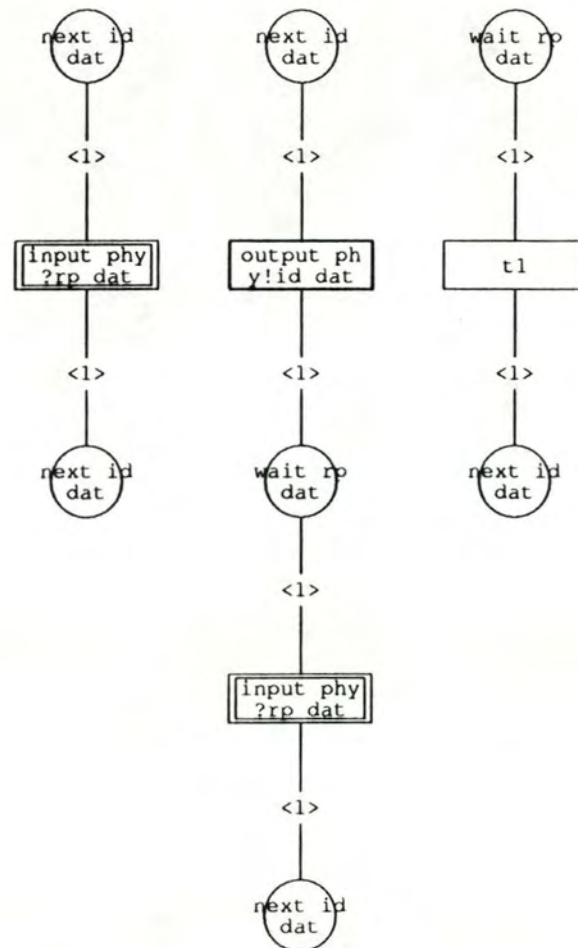 next id
dat
next id
dat
wait rp
dat
<1>
<1>
<1>
input phy
?rp dat
output ph
y!id dat
t1
<1>
<1>
<1>
next id
dat
wait rp
dat
next id
dat
<1>
input phy
?rp dat
<1>
next id
dat